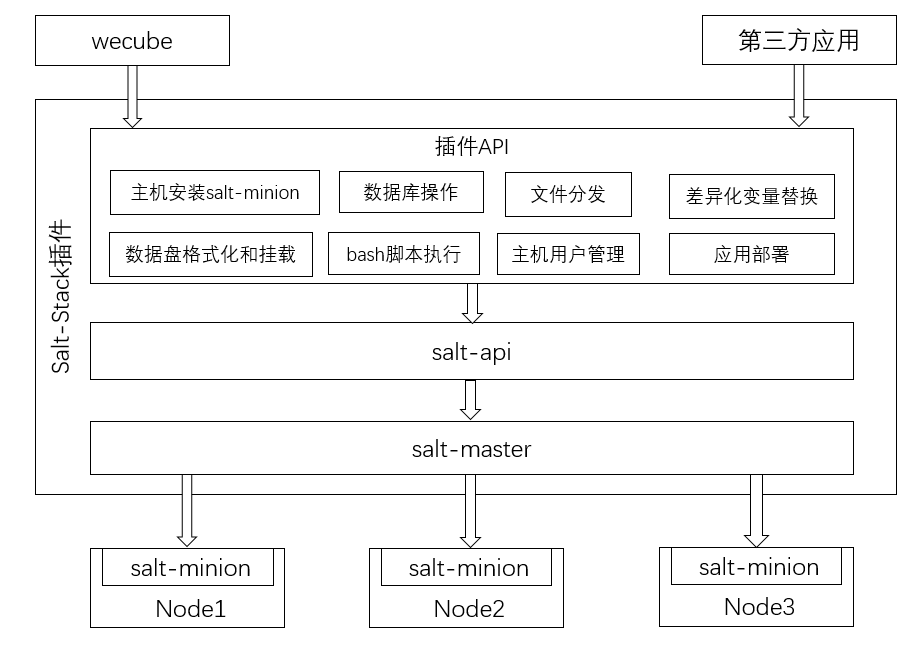 wecube
第三方应用
Salt-Stack插件
插件API
主机安装salt-minion
数据库操作
文件分发
差异化变量替换
数据盘格式化和挂载
bash脚本执行
主机用户管理
应用部署
salt-api
salt-master
salt-minion
Node1
salt-minion
Node2
salt-minion
Node3